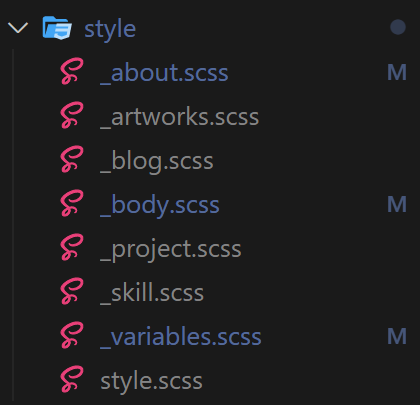 style
_about.scss M
_artworks.scss
_blog.scss
_body.scss M
_project.scss
_skill.scss
_variables.scss M
style.scss